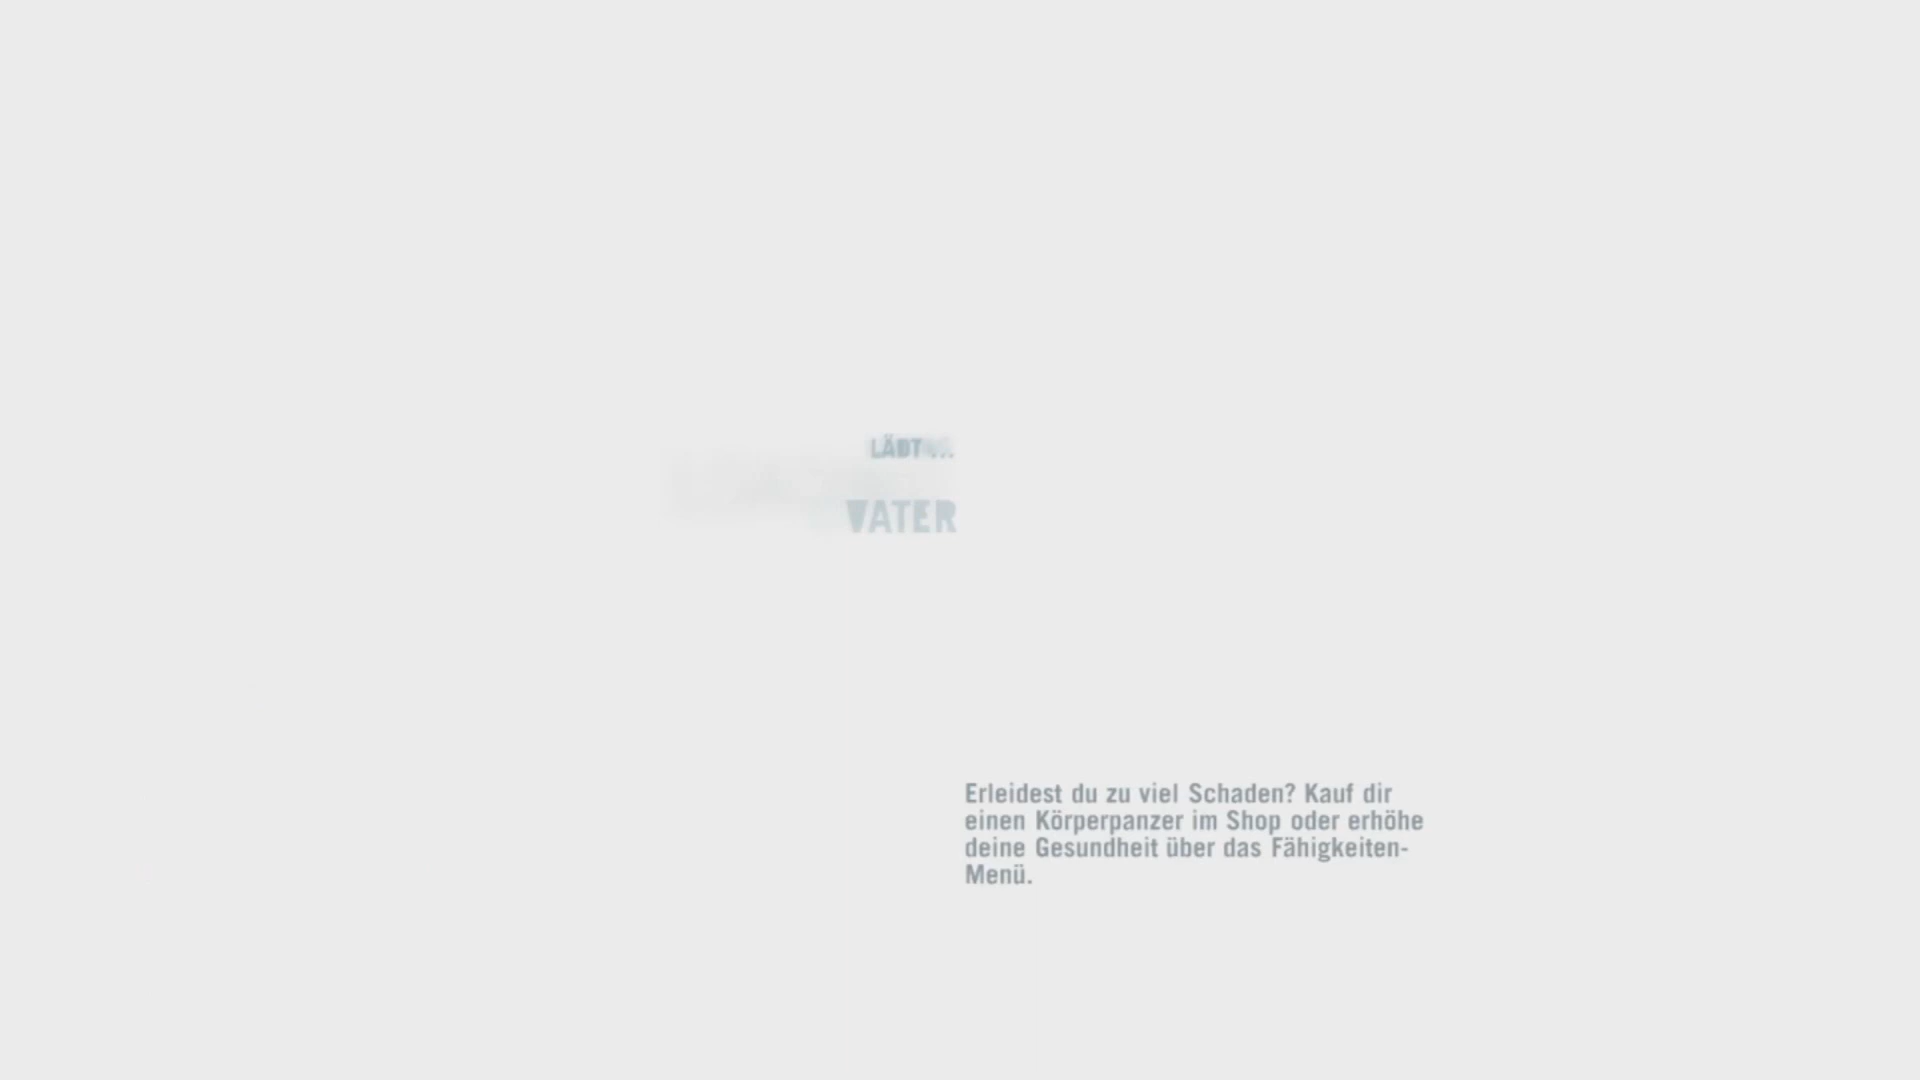 LÄDT ...
VATER
Erleidest du zu viel Schaden? Kauf dir
einen Körperpanzer im Shop oder erhöhe
deine Gesundheit über das Fähigkeiten-
Menü.